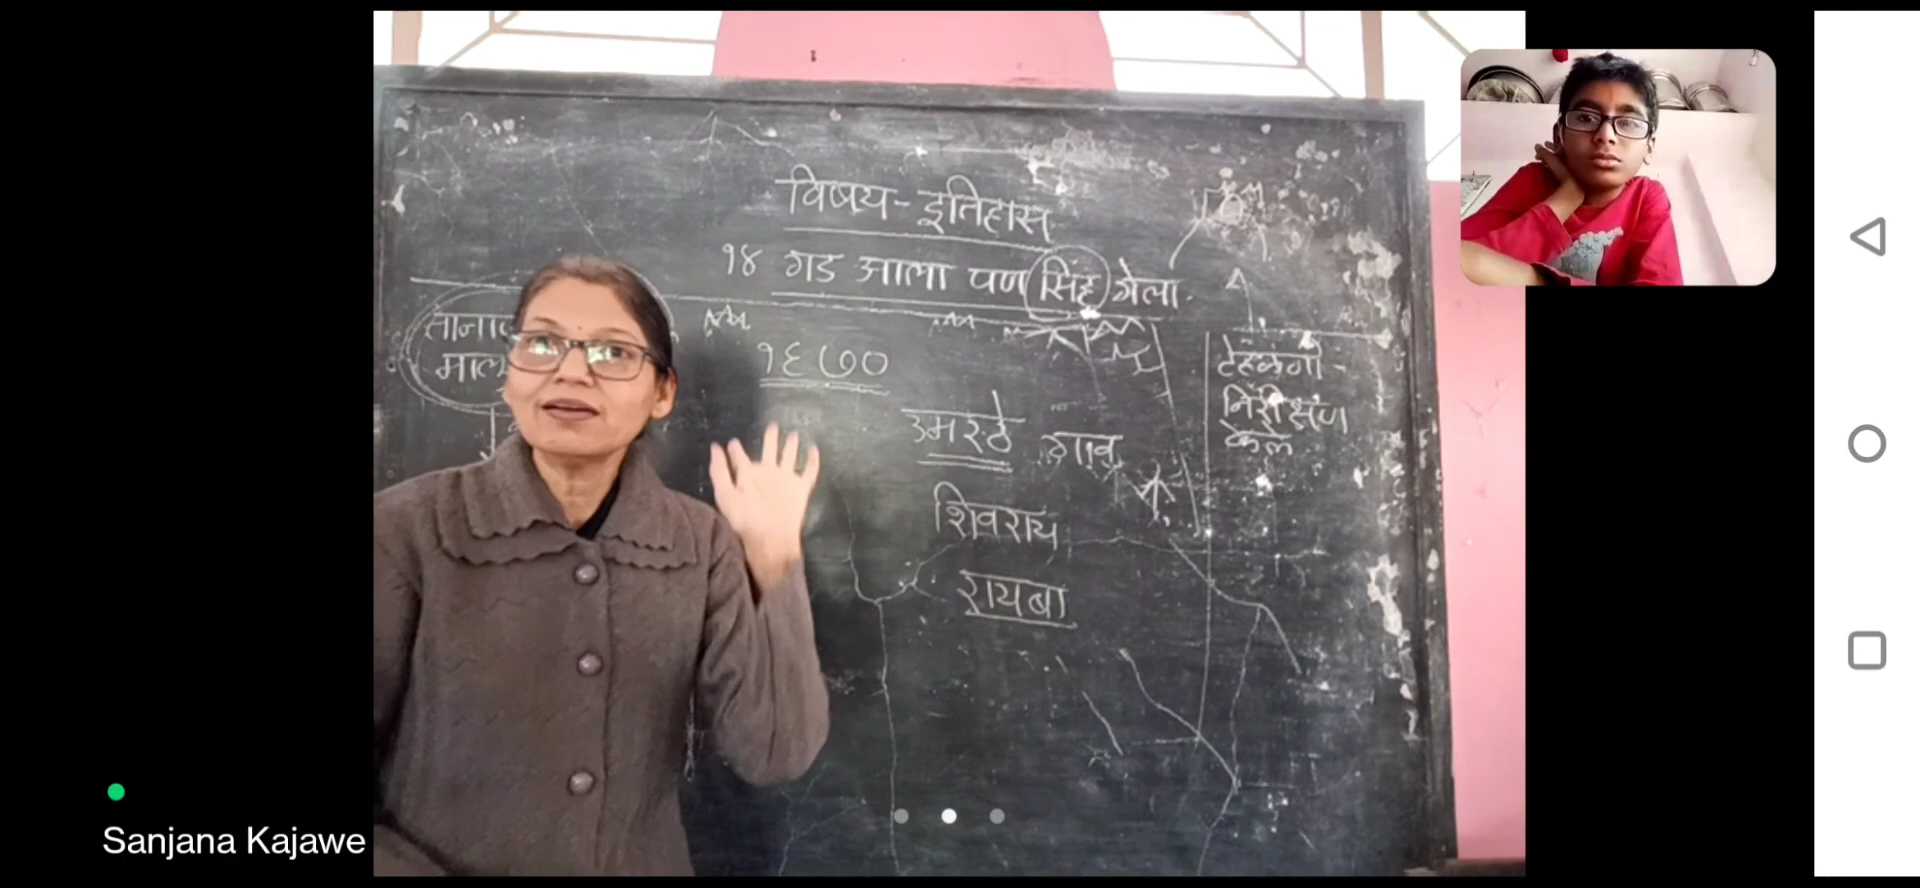 विषय - इतिहास
१४ गड आला पण सिंह गेला.
१६७०
उमरठे गाव
शिवराय
रायबा
टेहळणी -
निरीक्षण
केले
Sanjana Kajawe